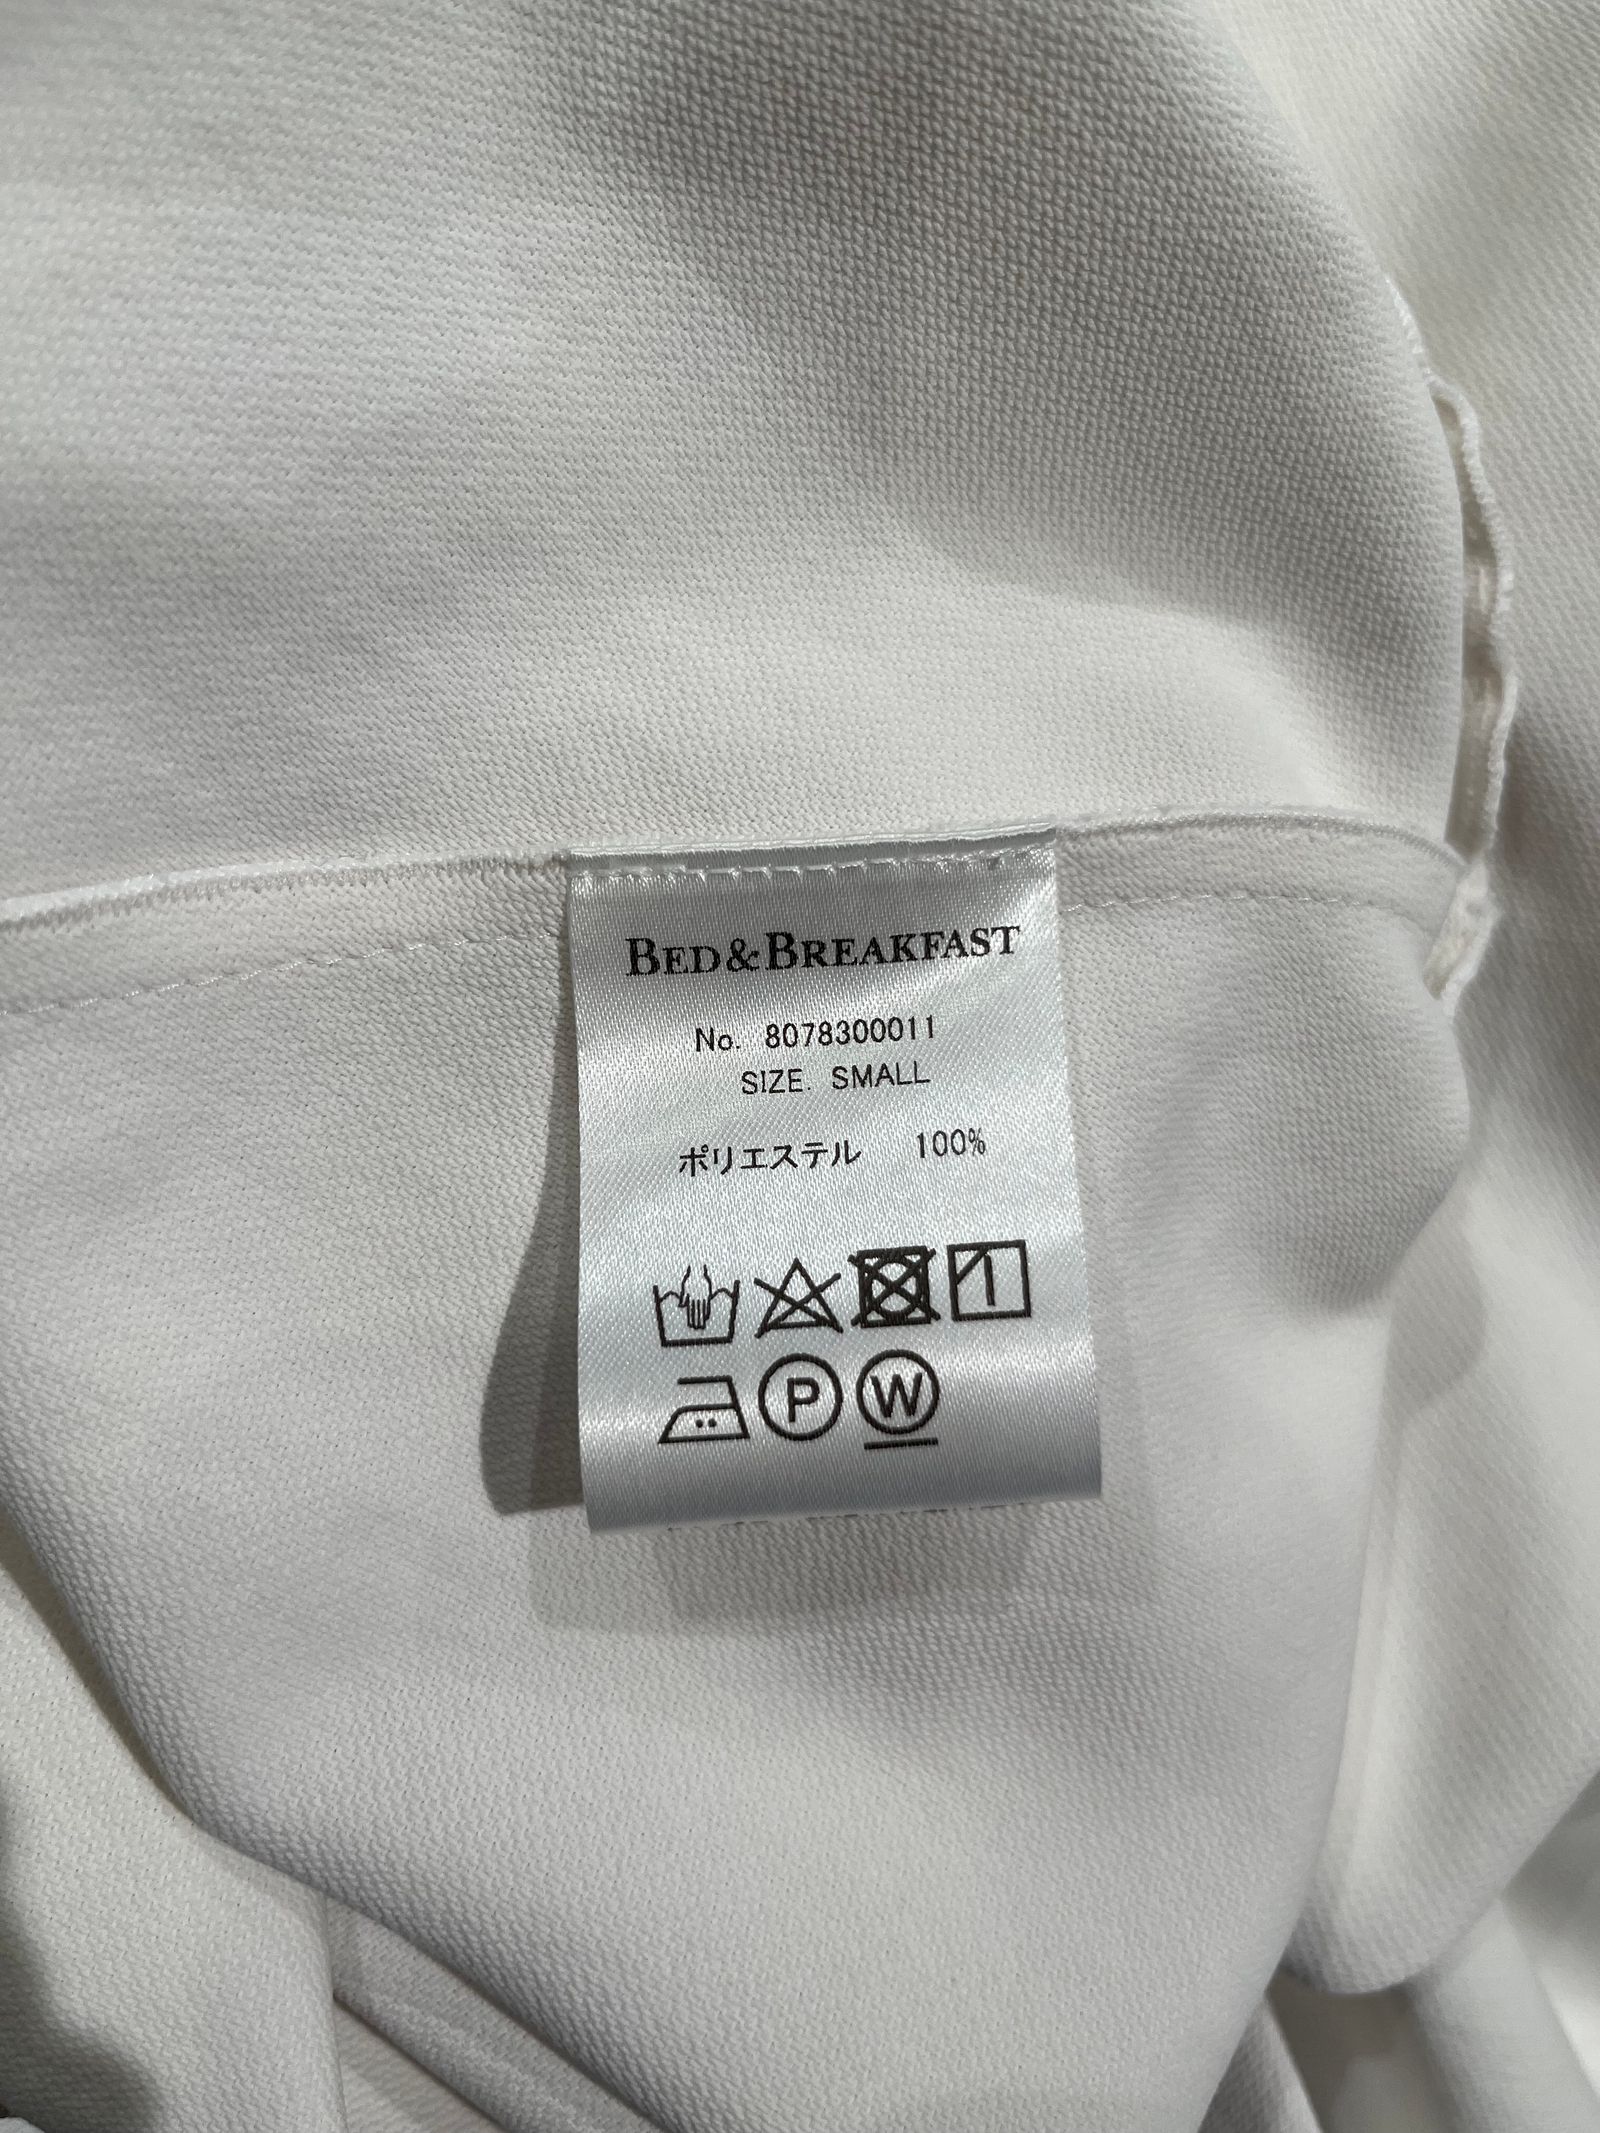 BED&BREAKFAST
No. 8078300011
SIZE. SMALL
ポリエステル 100%
P W